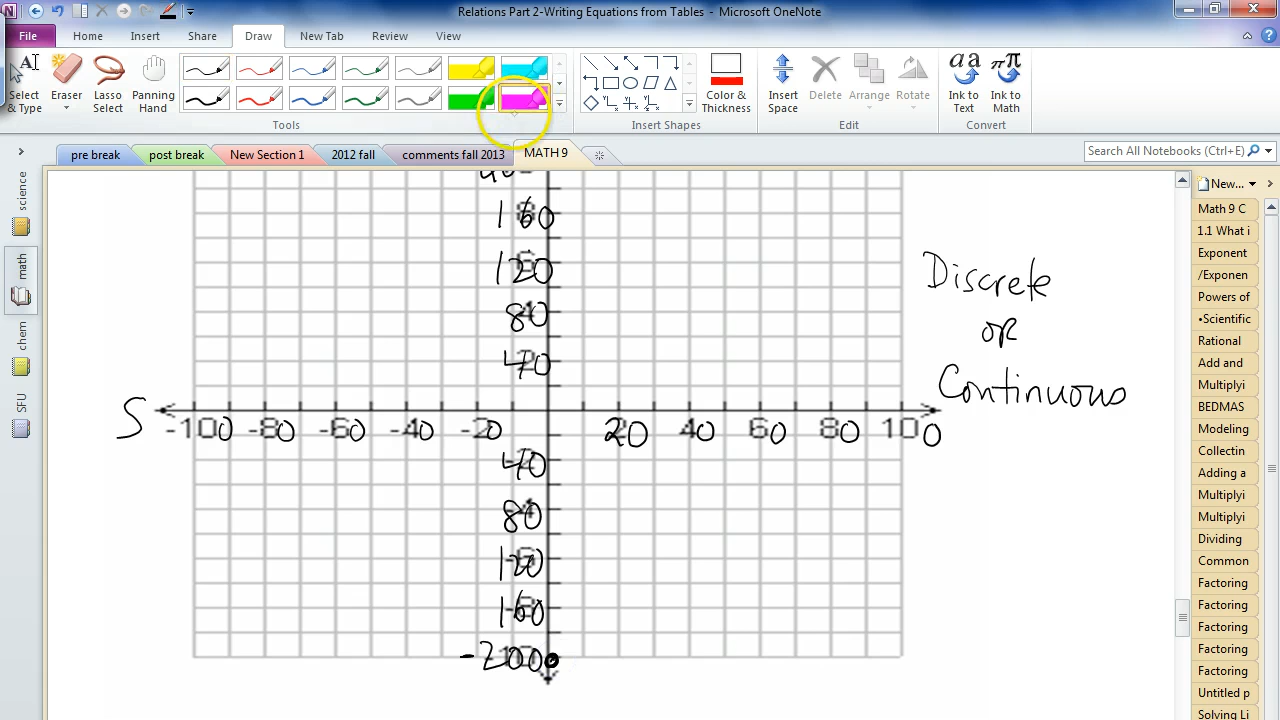 Relations Part 2-Writing Equations from Tables - Microsoft OneNote
File Home Insert Share Draw New Tab Review View
Select & Type
Eraser
Lasso Select
Panning Hand
Color & Thickness
Insert Space
Delete
Arrange
Rotate
Ink to Text
Ink to Math
Tools
Insert Shapes
Edit
Convert
pre break
post break
New Section 1
2012 fall
comments fall 2013
MATH 9
Search All Notebooks (Ctrl+E)
New...
science
math
chem
SFU
160
120
80
40
S
-100 0 -80 0 -60 0 -40 0 -20 20 40 60 80 100 0
40
80
120
160
-200
Discrete
or
Continuous
Math 9 C
1.1 What i
Exponent
/Exponen
Powers of
•Scientific
Rational
Add and
Multiplyi
BEDMAS
Modeling
Collectin
Adding a
Multiplyi
Multiplyi
Dividing
Common
Factoring
Factoring
Factoring
Factoring
Factoring
Untitled p
Solving Li